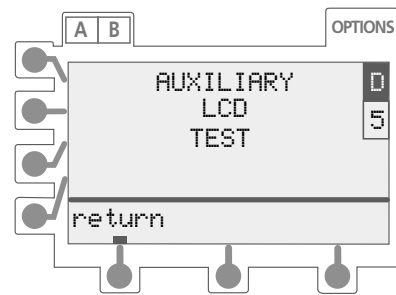 A B
OPTIONS
AUXILIARY
LCD
TEST
D
5
return